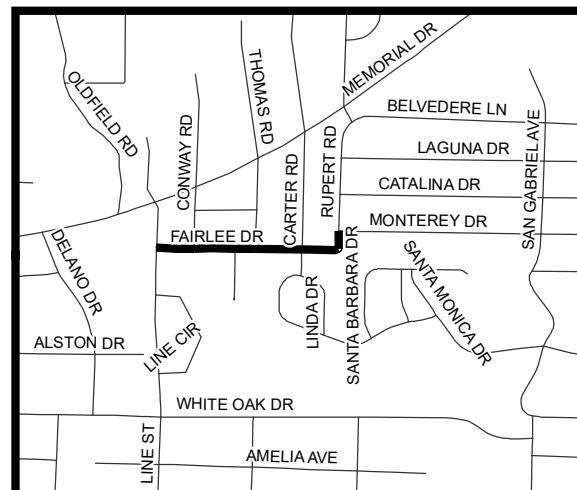 OLDFIELD RD
CONWAY RD
THOMAS RD
MEMORIAL DR
CARTER RD
RUPERT RD
BELVEDERE LN
LAGUNA DR
CATALINA DR
MONTEREY DR
SAN GABRIEL AVE
FAIRLEE DR
DELANO DR
LINDA DR
SANTA BARBARA DR
SANTA MONICA DR
ALSTON DR
LINE CIR
WHITE OAK DR
LINE ST
AMELIA AVE